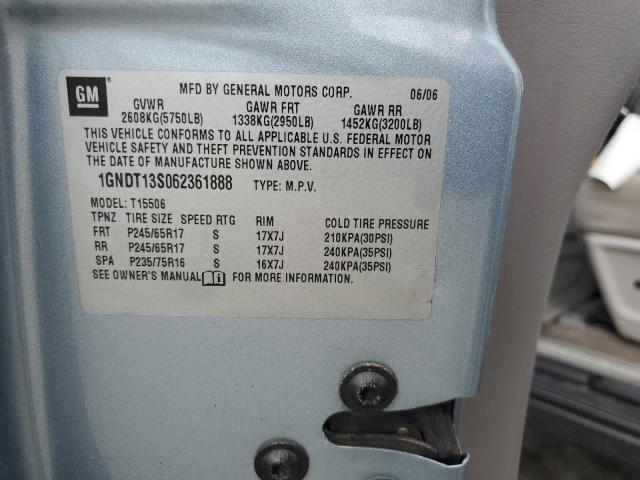 GM
MFD BY GENERAL MOTORS CORP. 06/06
GVWR GAWR FRT GAWR RR
2608KG(5750LB) 1338KG(2950LB) 1452KG(3200LB)
THIS VEHICLE CONFORMS TO ALL APPLICABLE U.S. FEDERAL MOTOR
VEHICLE SAFETY AND THEFT PREVENTION STANDARDS IN EFFECT ON
THE DATE OF MANUFACTURE SHOWN ABOVE.
1GNDT13S062361888 TYPE: M.P.V.
MODEL: T15506
TPNZ TIRE SIZE SPEED RTG RIM COLD TIRE PRESSURE
FRT P245/65R17 S 17X7J 210KPA(30PSI)
RR P245/65R17 S 17X7J 240KPA(35PSI)
SPA P235/75R16 S 16X7J 240KPA(35PSI)
SEE OWNER'S MANUAL FOR MORE INFORMATION.